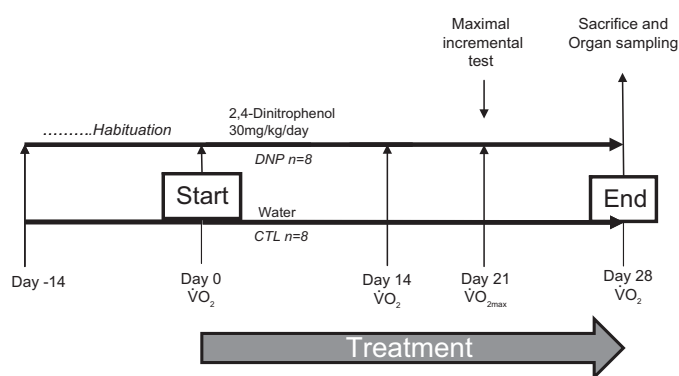 Maximal
incremental
test
Sacrifice and
Organ sampling
..........Habituation
2,4-Dinitrophenol
30mg/kg/day
DNP n=8
Start
End
Water
CTL n=8
Day -14
Day 0
V̇O₂
Day 14
V̇O₂
Day 21
V̇O₂max
Day 28
V̇O₂
Treatment